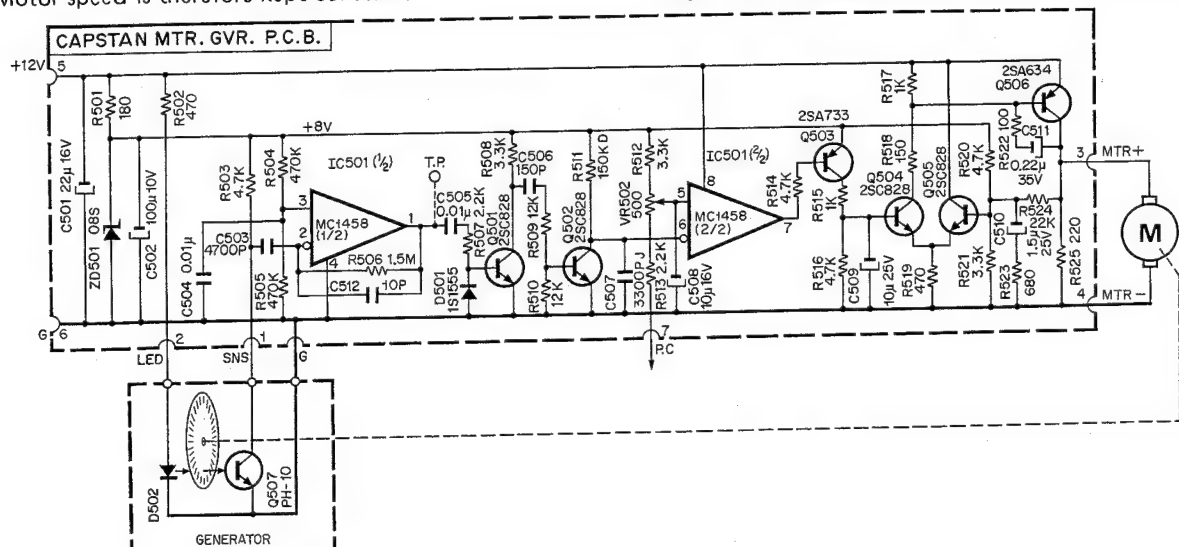 Motor speed is therefore kept
CAPSTAN MTR. GVR. P.C.B.
+12V 5
R501
180
R502
470
+8V
C501 22μ 16V
ZD501 08S
C502 100μ 10V
R503
4.7K
R504
470K
C503
4700P
C504 0.01μ
R505
470K
IC501 (½)
3
2
4
1
MC1458
(1/2)
R506 1.5M
C512 10P
T.P.
C505
0.01μ
R507 2.2K
D501
1S1555
Q501
2SC828
R508
3.3K
C506
150P
R509 12K
R510
12K
R511
150K D
Q502
2SC828
C507
3300P J
R512
3.3K
VR502
500
R513 2.2K
C508
10μ16V
IC501(2/2)
8
5
6
7
MC1458
(2/2)
R514
4.7K
2SA733
Q503
R515
1K
R516
4.7K
C509
10μ 25V
R517
1K
R518
150
Q504
2SC828
R519
470
Q505
2SC828
R520
4.7K
R521
3.3K
C510
1.5μ
25V
R523
680
R524
22K
R525 220
2SA634
Q506
R522 100
C511
0.22μ
35V
3 MTR+
M
4 MTR-
G 6
2
LED
1
SNS
G
7
P.C
D502
Q507
PH-10
GENERATOR